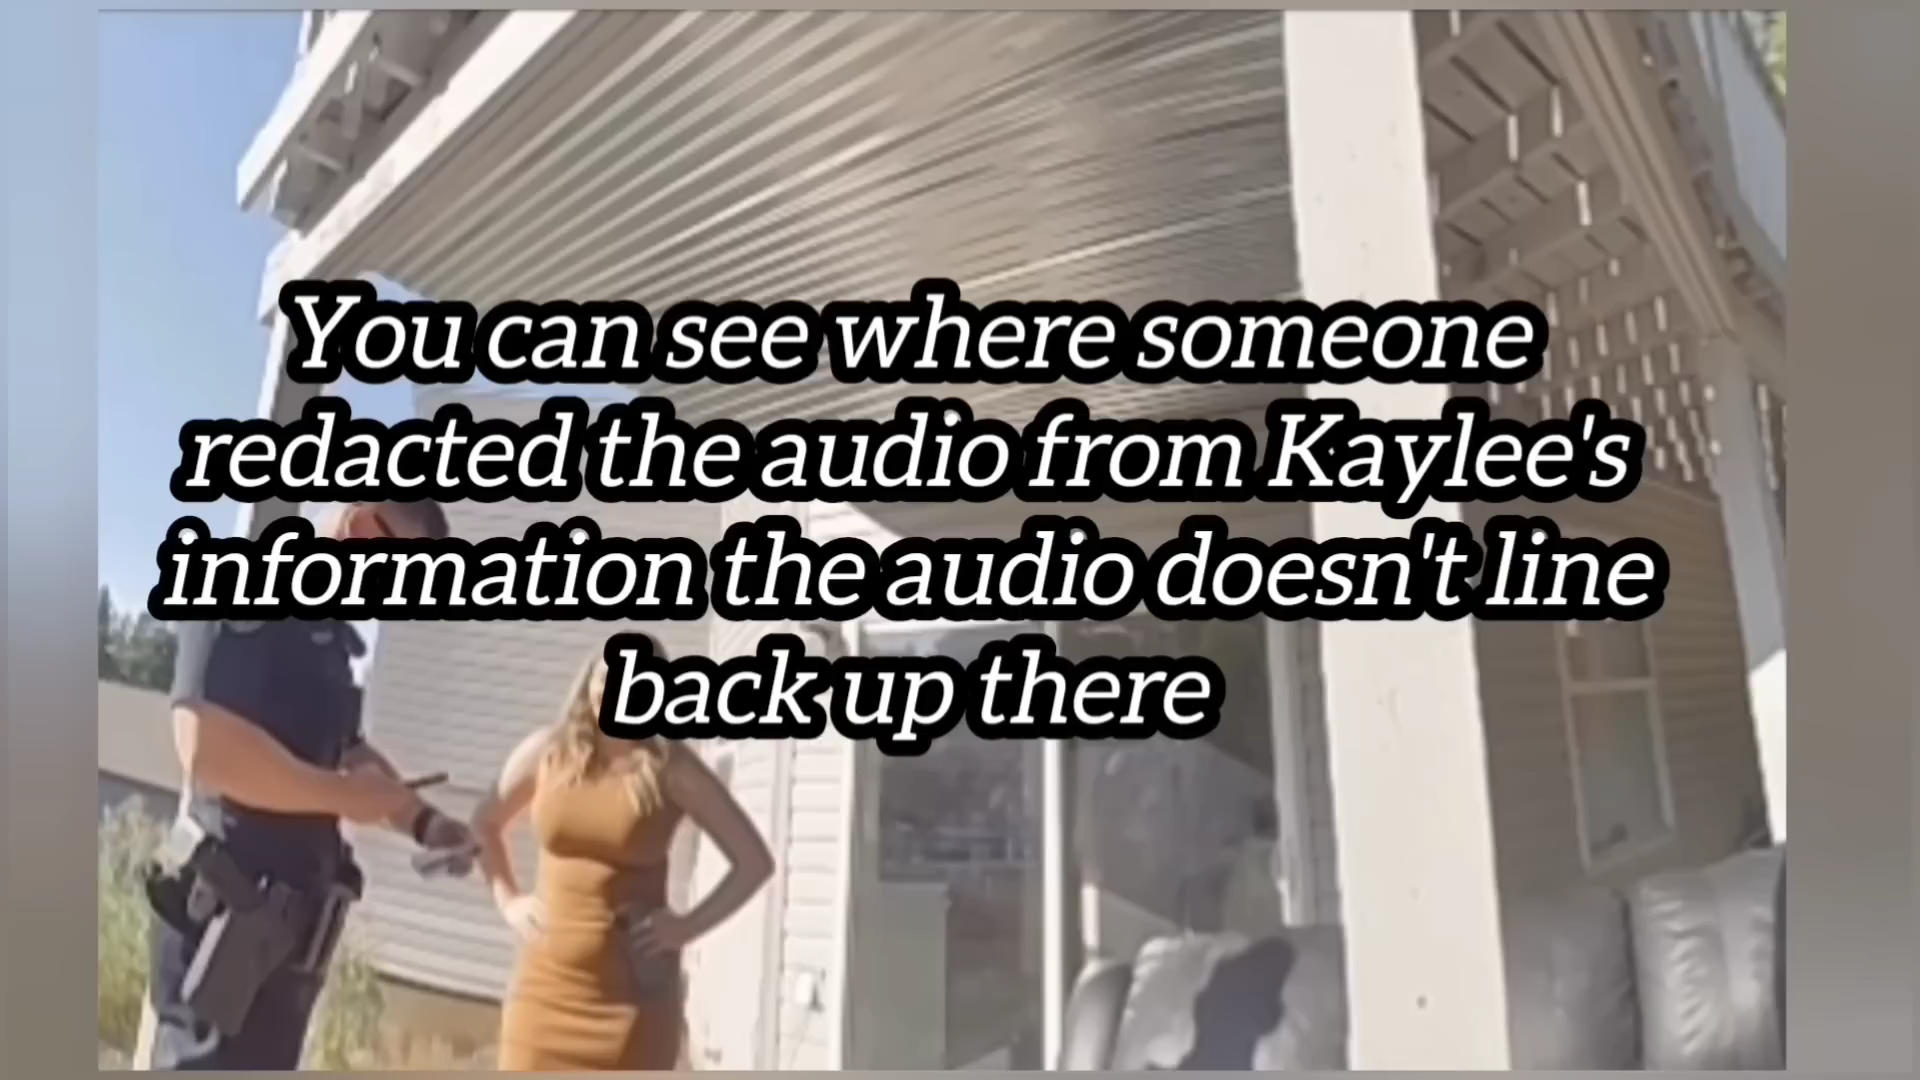 You can see where someone
redacted the audio from Kaylee's
information the audio doesn't line
back up there